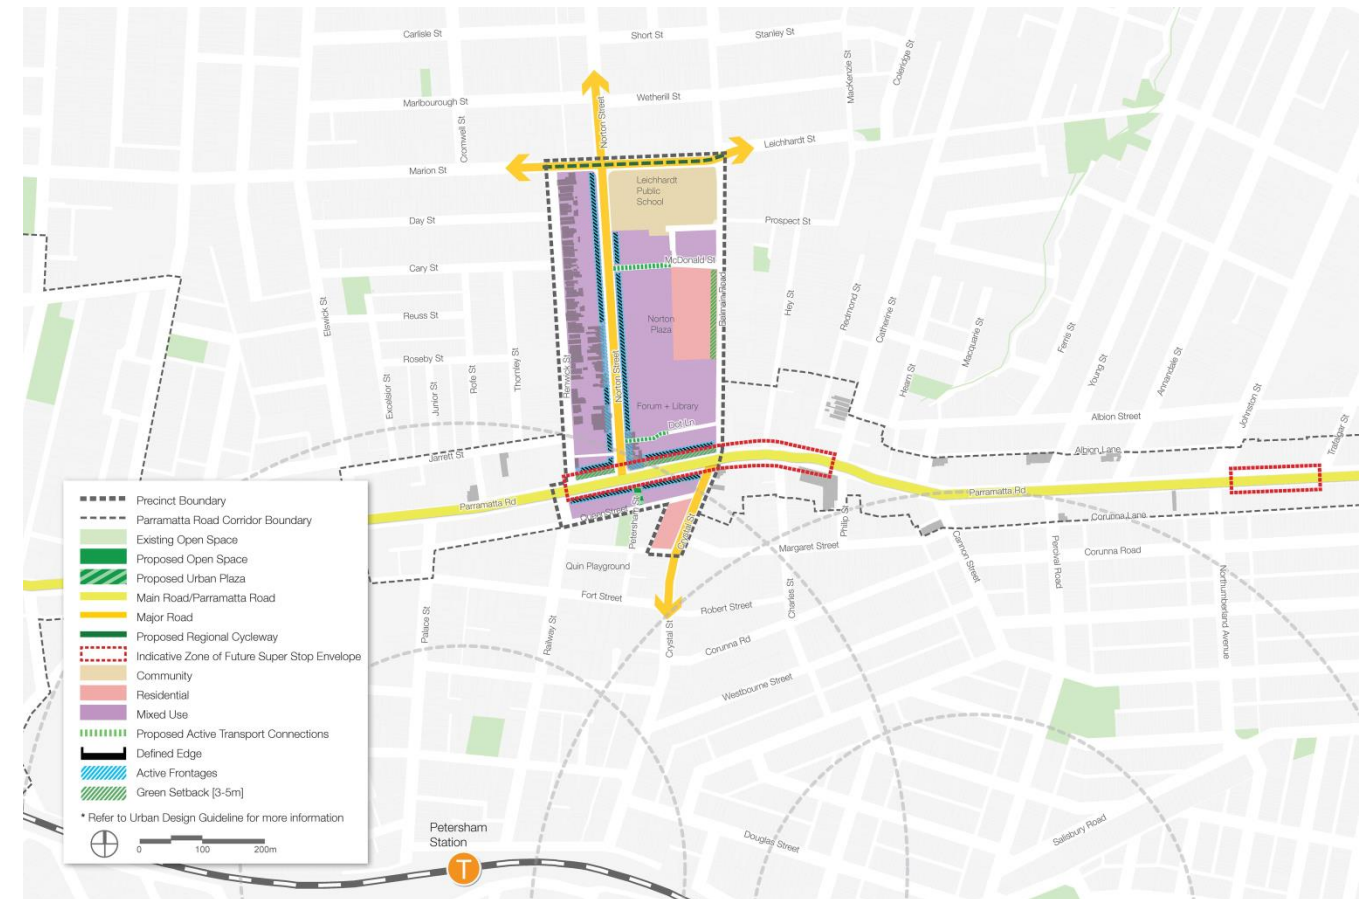 Carlisle St
Short St
Stanley St
MacKenzie St
Coleridge St
Marlbourough St
Wetherill St
Norton Street
Cromwell St
Leichhardt St
Marion St
Leichhardt
Public
School
Day St
Prospect St
McDonald St
Cary St
Balmain Road
Elswick St
Reuss St
Norton
Plaza
Hey St
Redmond St
Catherine St
Macquarie St
Ferris St
Young St
Annandale St
Roseby St
Thornley St
Rofe St
Junior St
Excelsior St
Renwick St
Norton Street
Hearn St
Johnston St
Trafalgar St
Forum + Library
Dot Ln
Albion Street
Albion Lane
Jarrett St
Parramatta Rd
Parramatta Rd
Queen Street
Petersham St
Crystal St
Philip St
Corunna Lane
Margaret Street
Cannon Street
Percival Road
Corunna Road
Northumberland Avenue
Quin Playground
Fort Street
Robert Street
Charles St
Palace St
Railway St
Crystal St
Corunna Rd
Westbourne Street
Precinct Boundary
Parramatta Road Corridor Boundary
Existing Open Space
Proposed Open Space
Proposed Urban Plaza
Main Road/Parramatta Road
Major Road
Proposed Regional Cycleway
Indicative Zone of Future Super Stop Envelope
Community
Residential
Mixed Use
Proposed Active Transport Connections
Defined Edge
Active Frontages
Green Setback [3-5m]
* Refer to Urban Design Guideline for more information
0 100 200m
Petersham
Station
T
Douglas Street
Salisbury Road